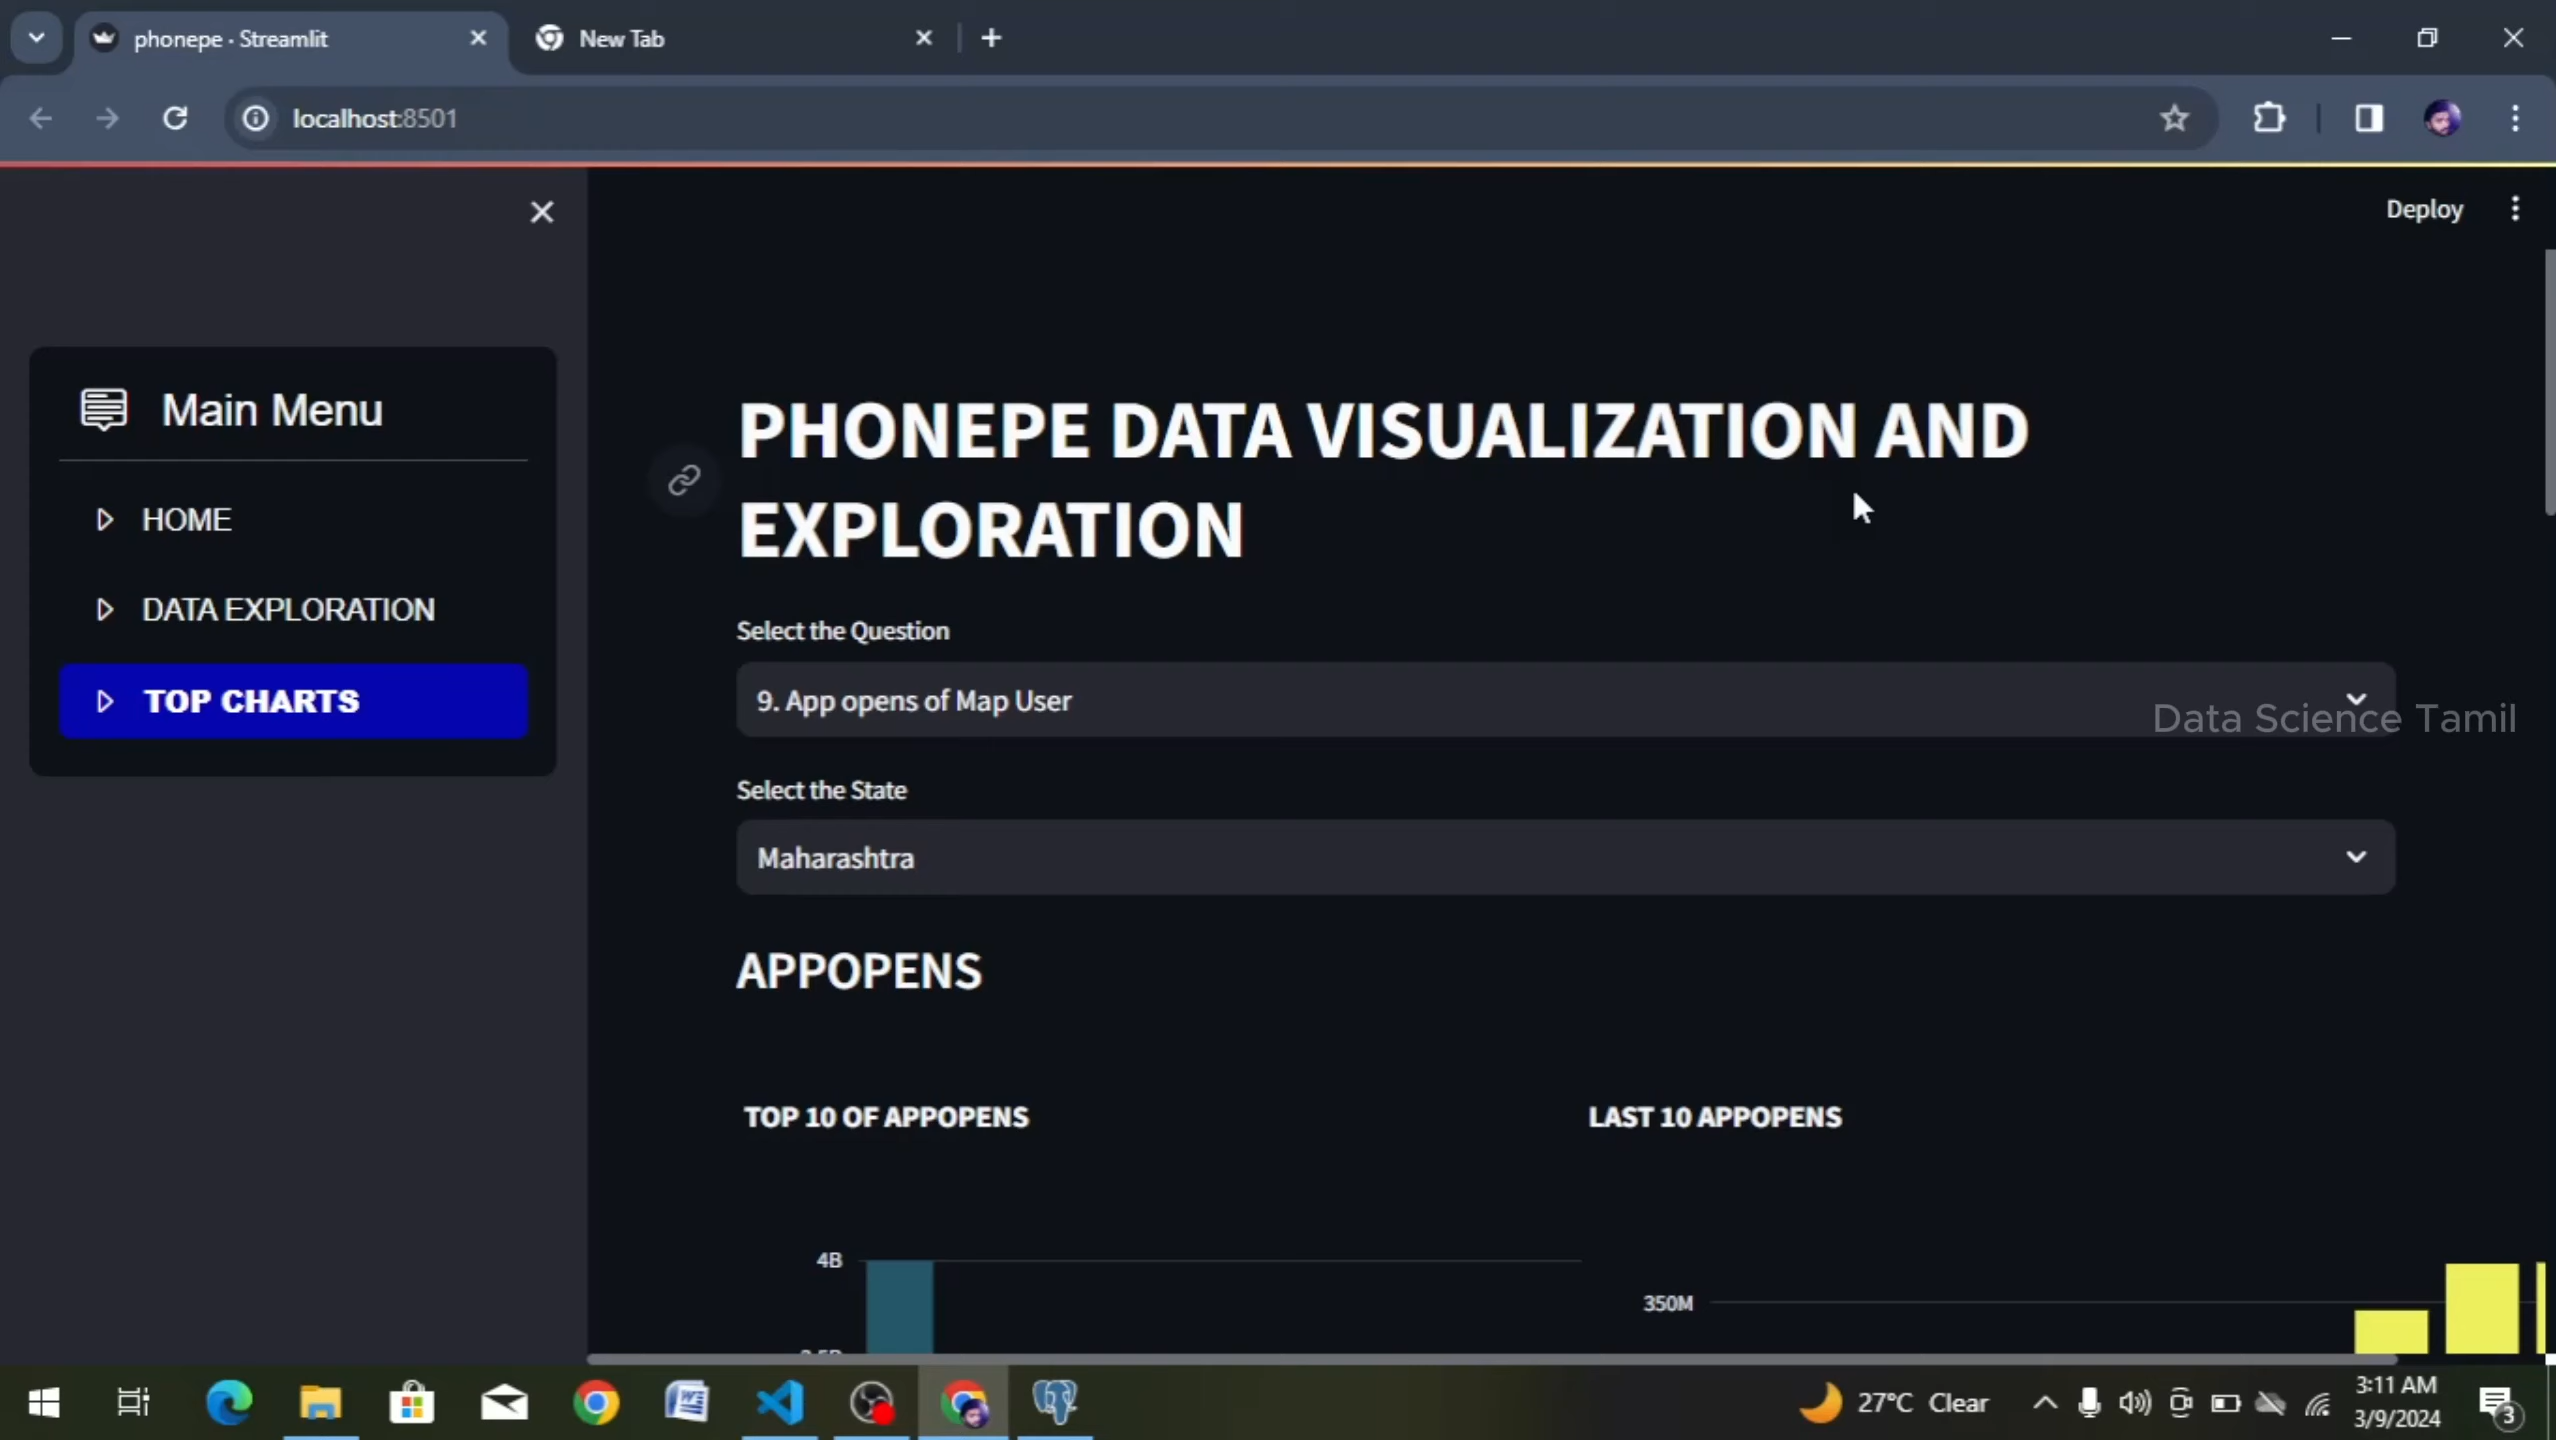 phonepe · Streamlit
New Tab
localhost:8501
Deploy
Main Menu
HOME
DATA EXPLORATION
TOP CHARTS
PHONEPE DATA VISUALIZATION AND
EXPLORATION
Select the Question
9. App opens of Map User
Data Science Tamil
Select the State
Maharashtra
APPOPENS
TOP 10 OF APPOPENS
LAST 10 APPOPENS
4B
350M
27°C Clear
3:11 AM
3/9/2024
3